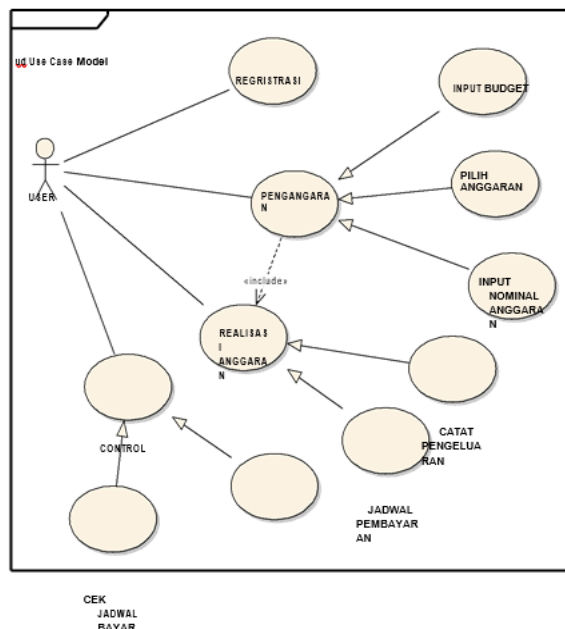 ud Use Case Model
REGRISTRASI
INPUT BUDGET
USER
PENGANGARA
N
PILIH
ANGGARAN
«include»
INPUT
NOMINAL
ANGGARA
N
REALISAS
I
ANGGARA
N
CONTROL
CATAT
PENGELUA
RAN
JADWAL
PEMBAYAR
AN
CEK
JADWAL
BAYAR